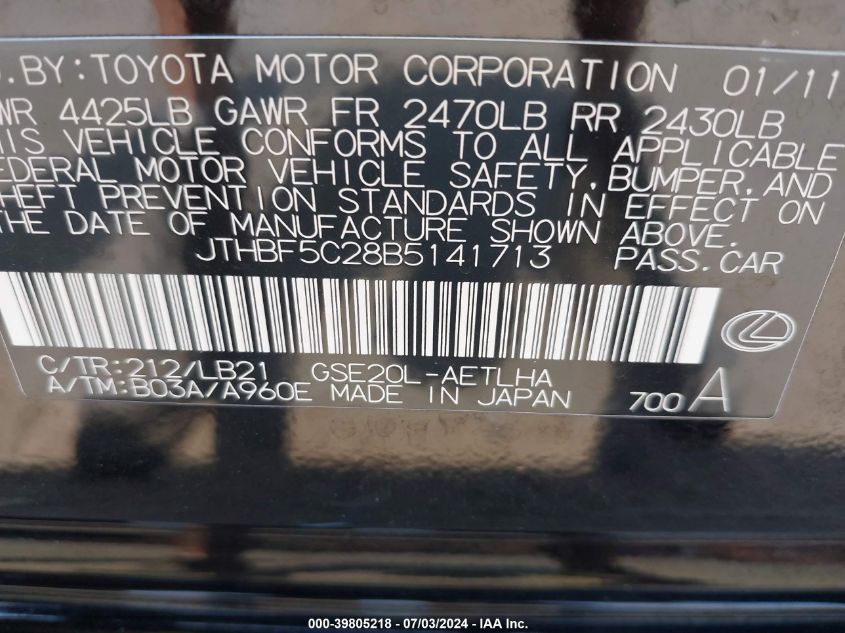 .BY:TOYOTA MOTOR CORPORATION 01/11
WR 4425LB GAWR FR 2470LB RR 2430LB
HIS VEHICLE CONFORMS TO ALL APPLICABLE
EDERAL MOTOR VEHICLE SAFETY,BUMPER,AND
HEFT PREVENTION STANDARDS IN EFFECT ON
THE DATE OF MANUFACTURE SHOWN ABOVE.
JTHBF5C28B5141713 PASS.CAR
C/TR:212/LB21 GSE20L-AETLHA
A/TM:B03A/A960E MADE IN JAPAN 700 A
000-39805218 - 07/03/2024 - IAAI Inc.